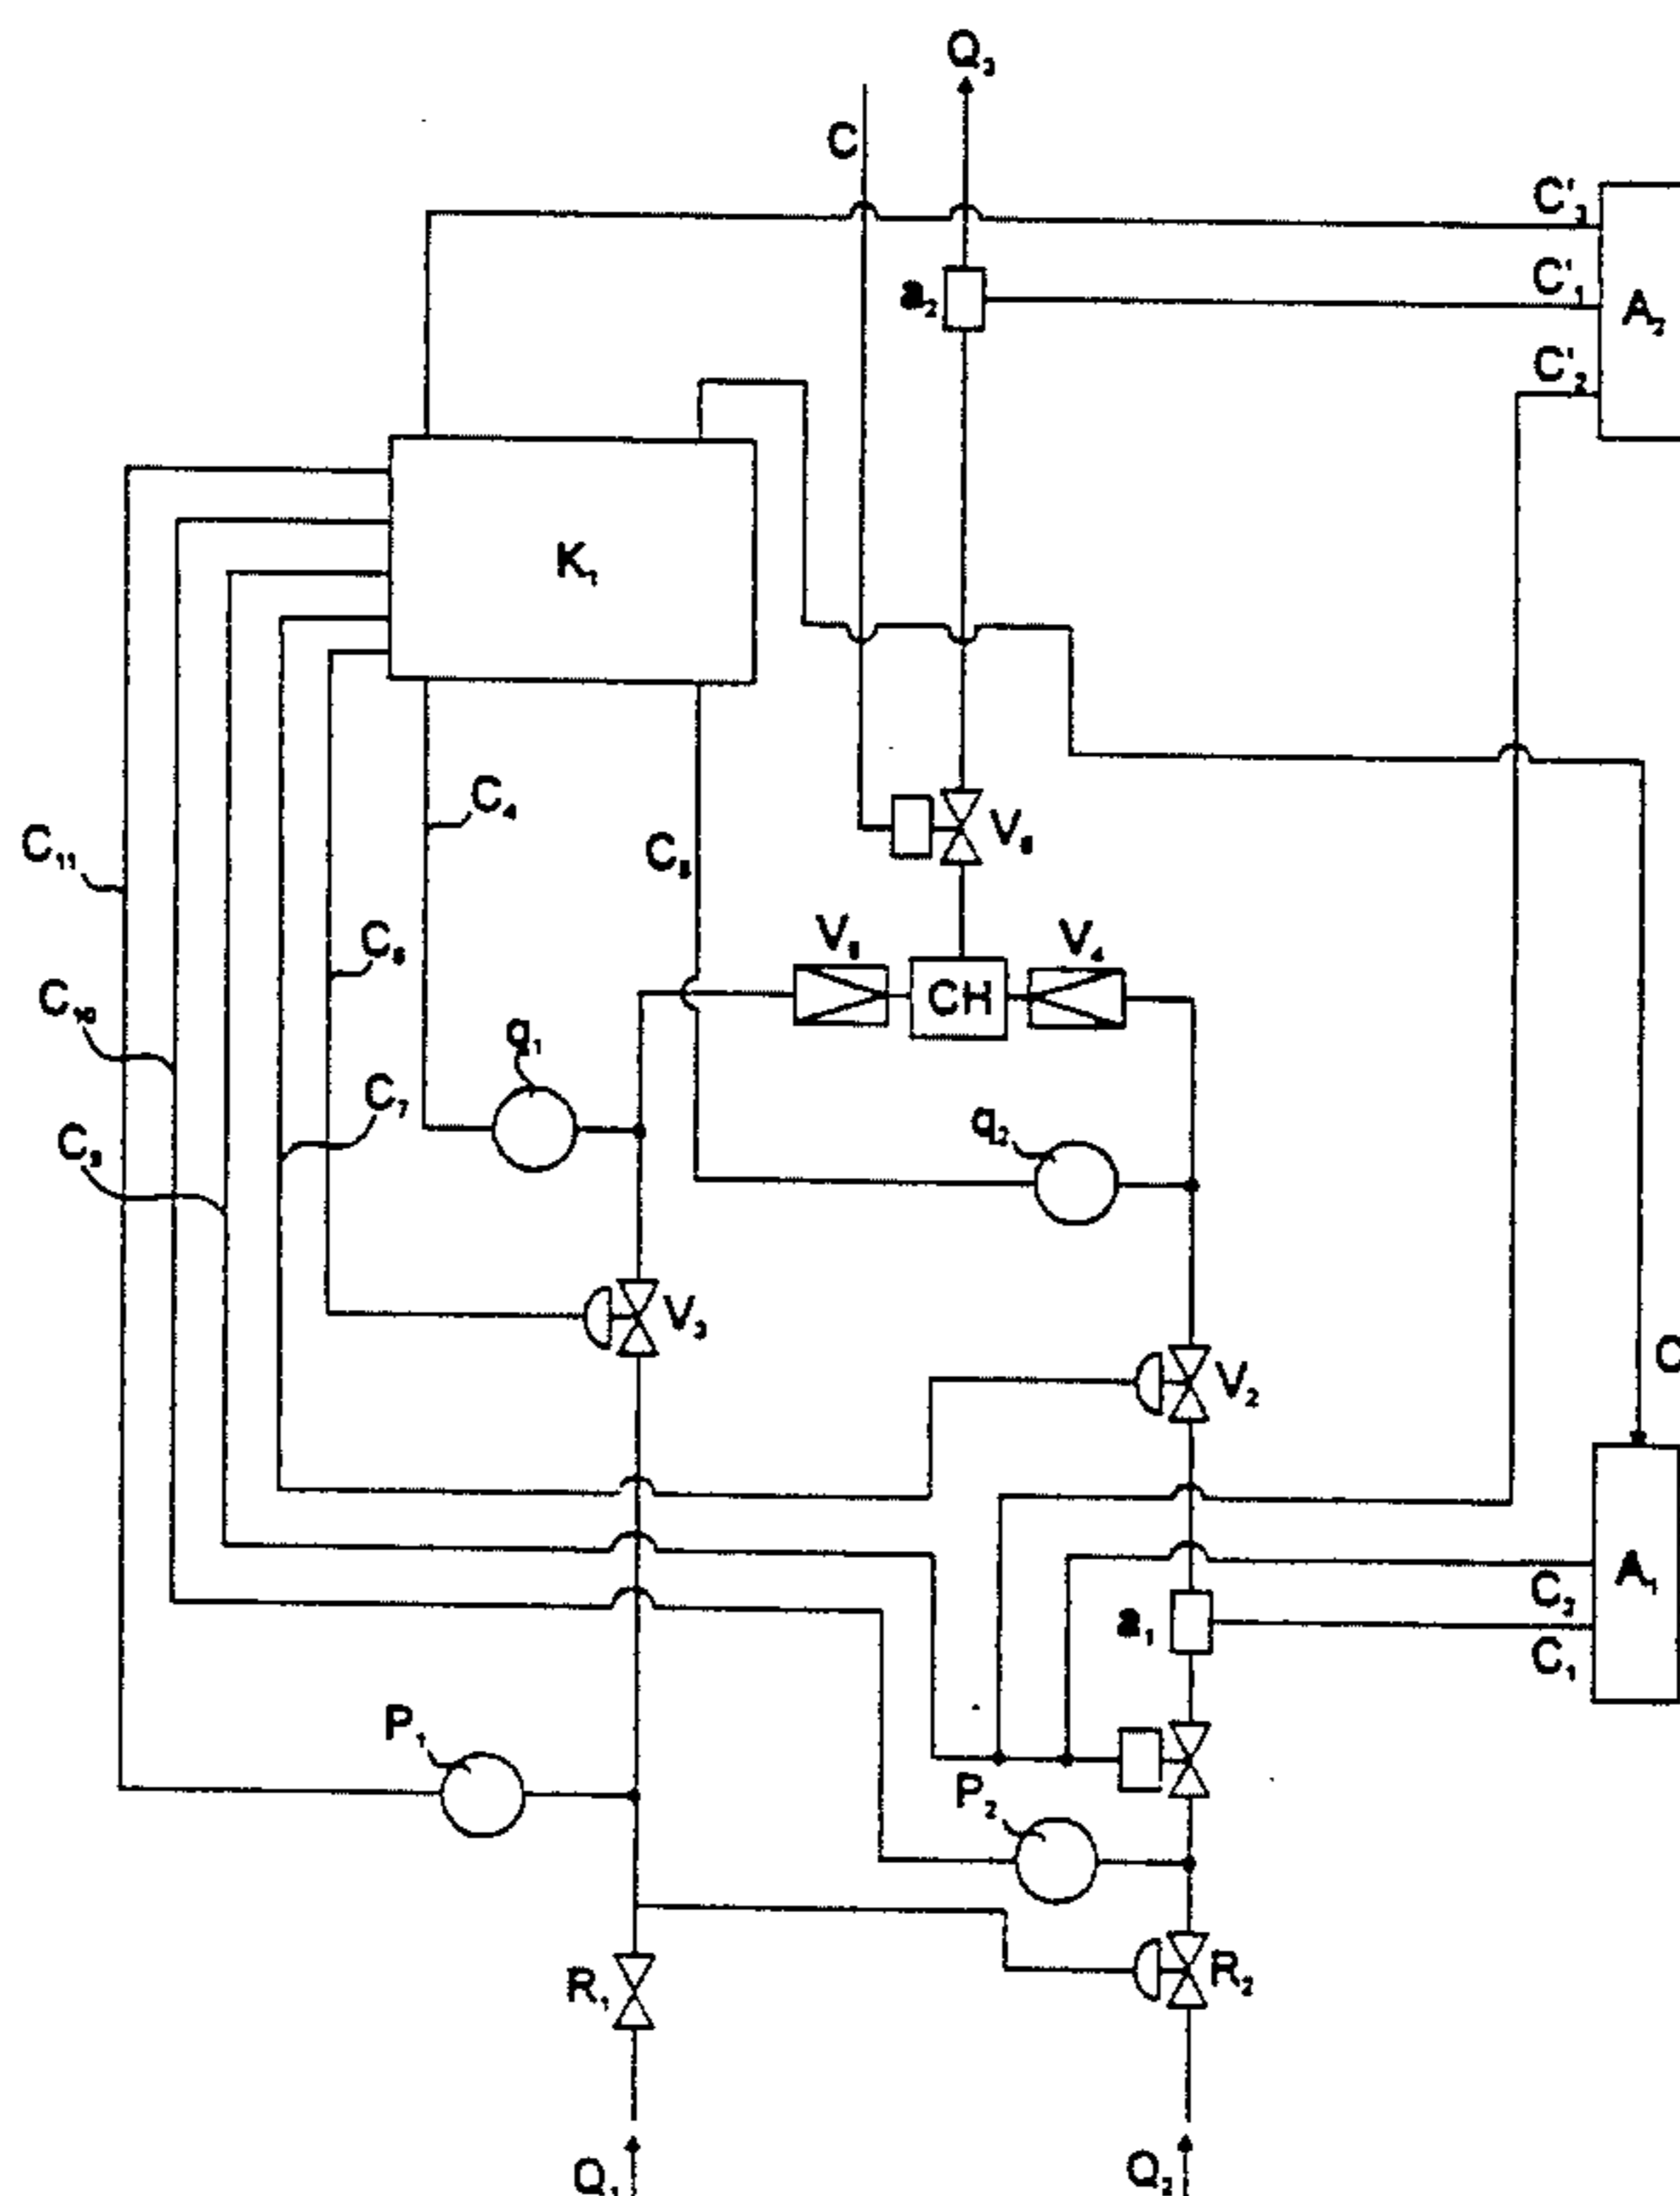 Q₃
C
C'₃
a₂
C'₁
A₂
C'₂
K₁
C₄
V₆
C₁₁
C₅
V₅
V₄
C₆
CH
C₁₀
q₁
C₇
q₂
C₉
V₃
V₂
C
A₁
C₂
a₁
C₁
P₁
P₂
R₁
R₂
Q₁
Q₂